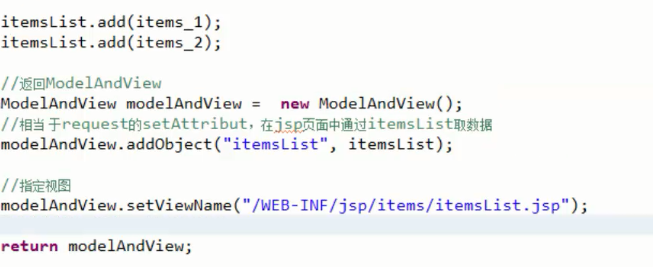 itemsList.add(items_1);
itemsList.add(items_2);
//返回ModelAndView
ModelAndView modelAndView =  new ModelAndView();
//相当于request的setAttribut，在jsp页面中通过itemsList取数据
modelAndView.addObject("itemsList", itemsList);
//指定视图
modelAndView.setViewName("/WEB-INF/jsp/items/itemsList.jsp");
return modelAndView;